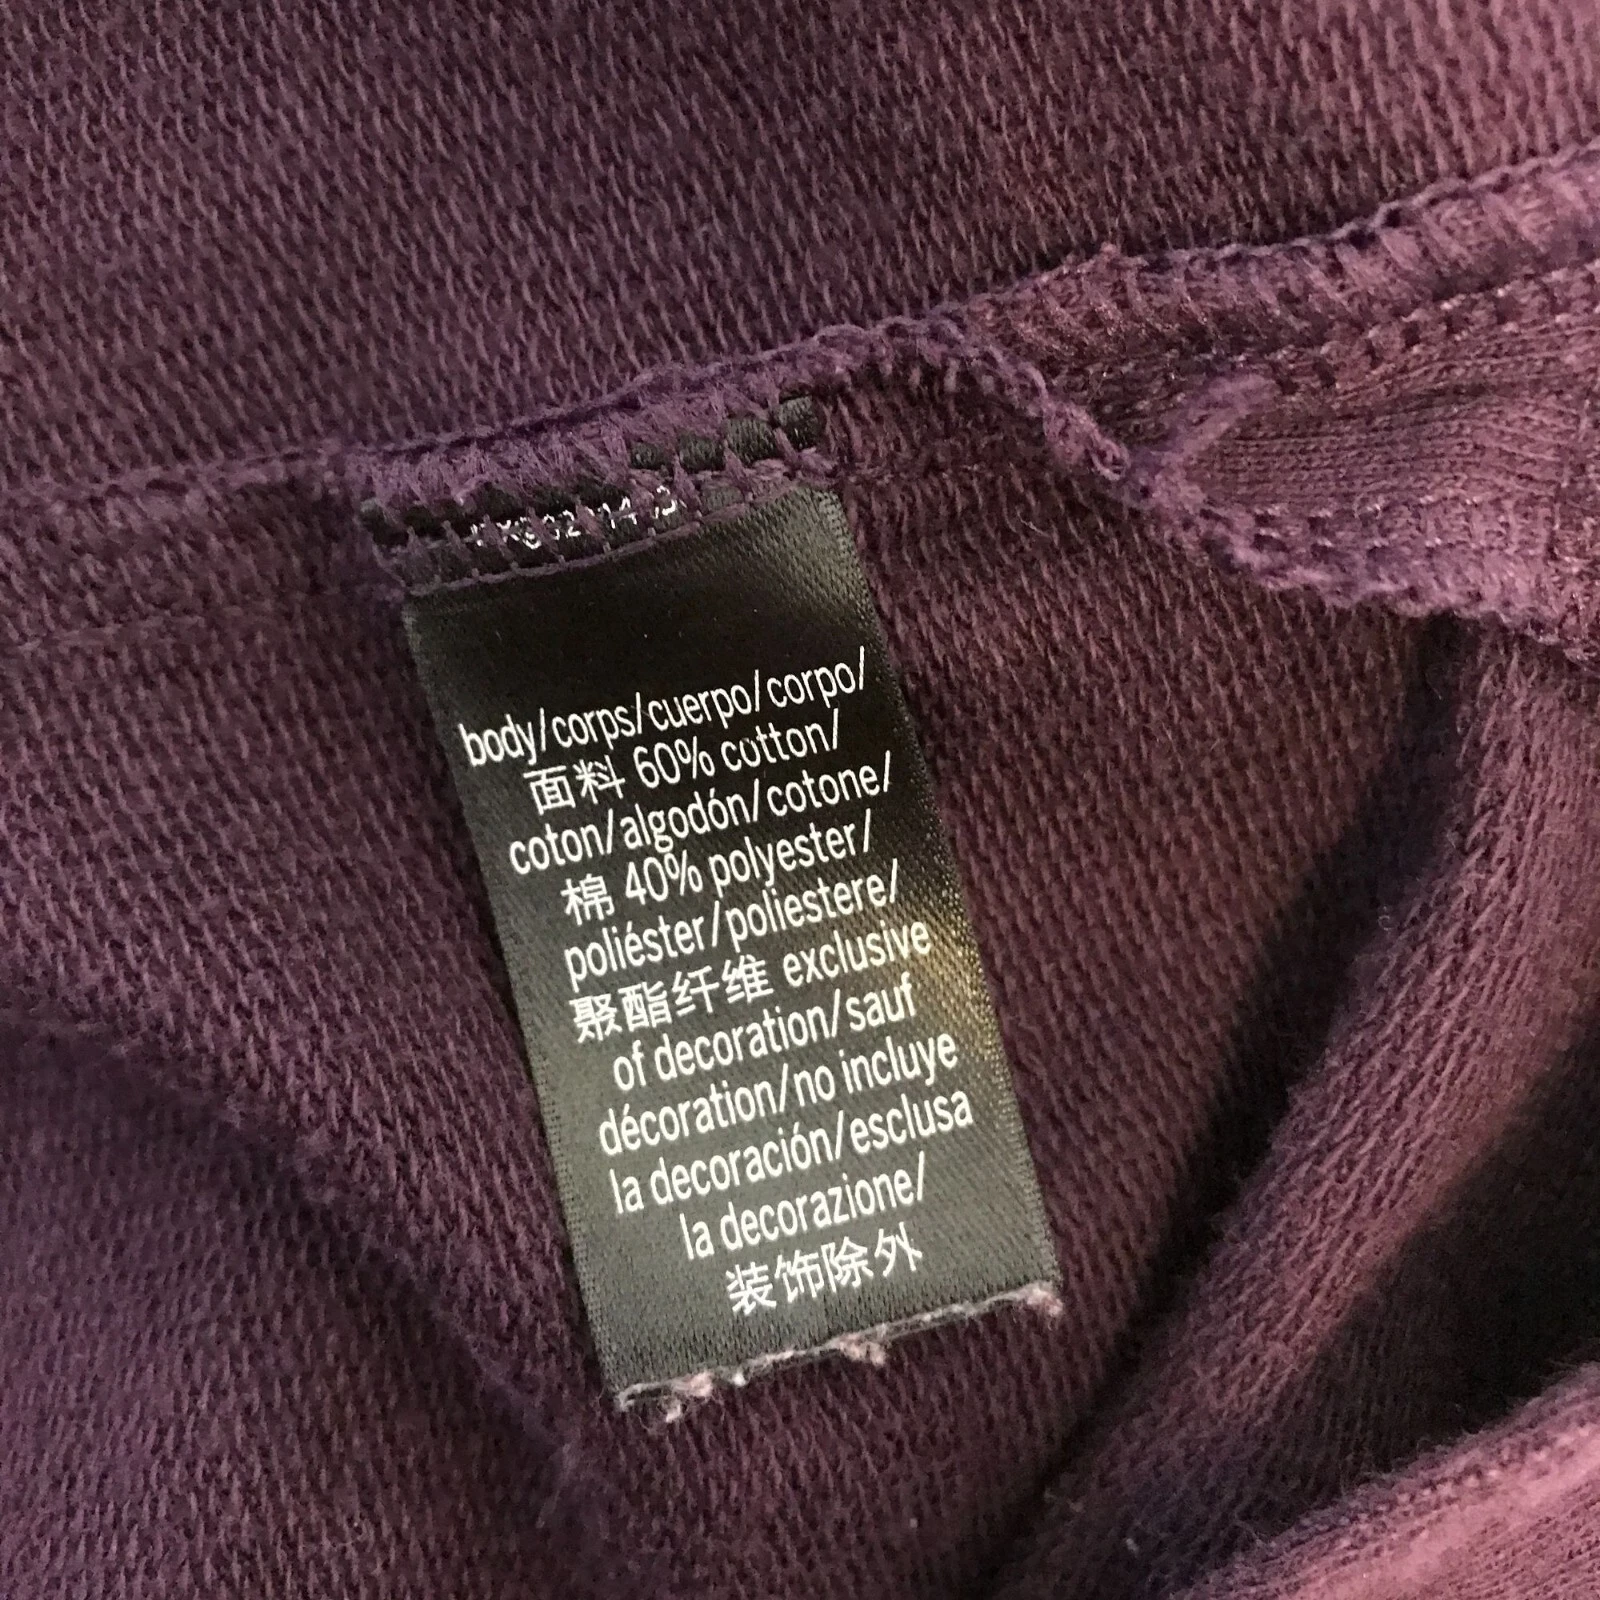 body/corps/cuerpo/corpo/
面料 60% cotton/
coton/algodón/cotone/
棉 40% polyester/
poliéster/poliestere/
聚酯纤维 exclusive
of decoration/sauf
décoration/no incluye
la decoración/esclusa
la decorazione/
装饰除外